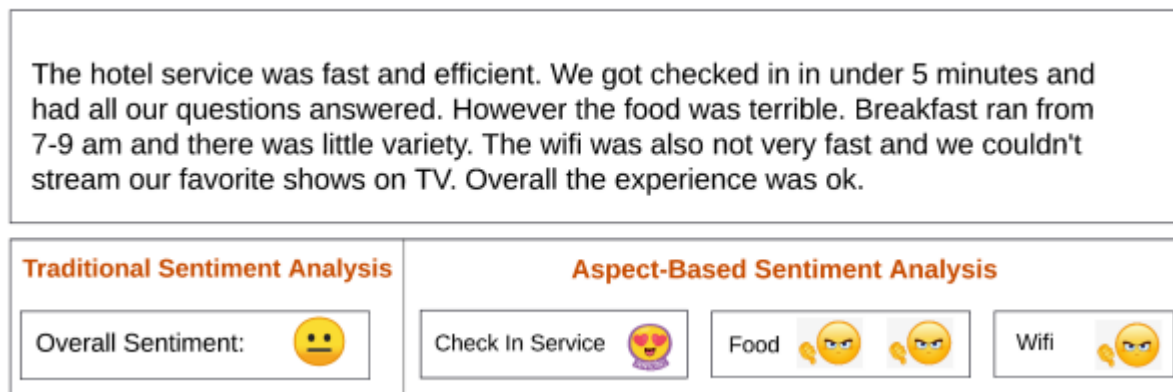 The hotel service was fast and efficient. We got checked in in under 5 minutes and
had all our questions answered. However the food was terrible. Breakfast ran from
7-9 am and there was little variety. The wifi was also not very fast and we couldn't
stream our favorite shows on TV. Overall the experience was ok.
Traditional Sentiment Analysis
Aspect-Based Sentiment Analysis
Overall Sentiment:
Check In Service
Food
Wifi